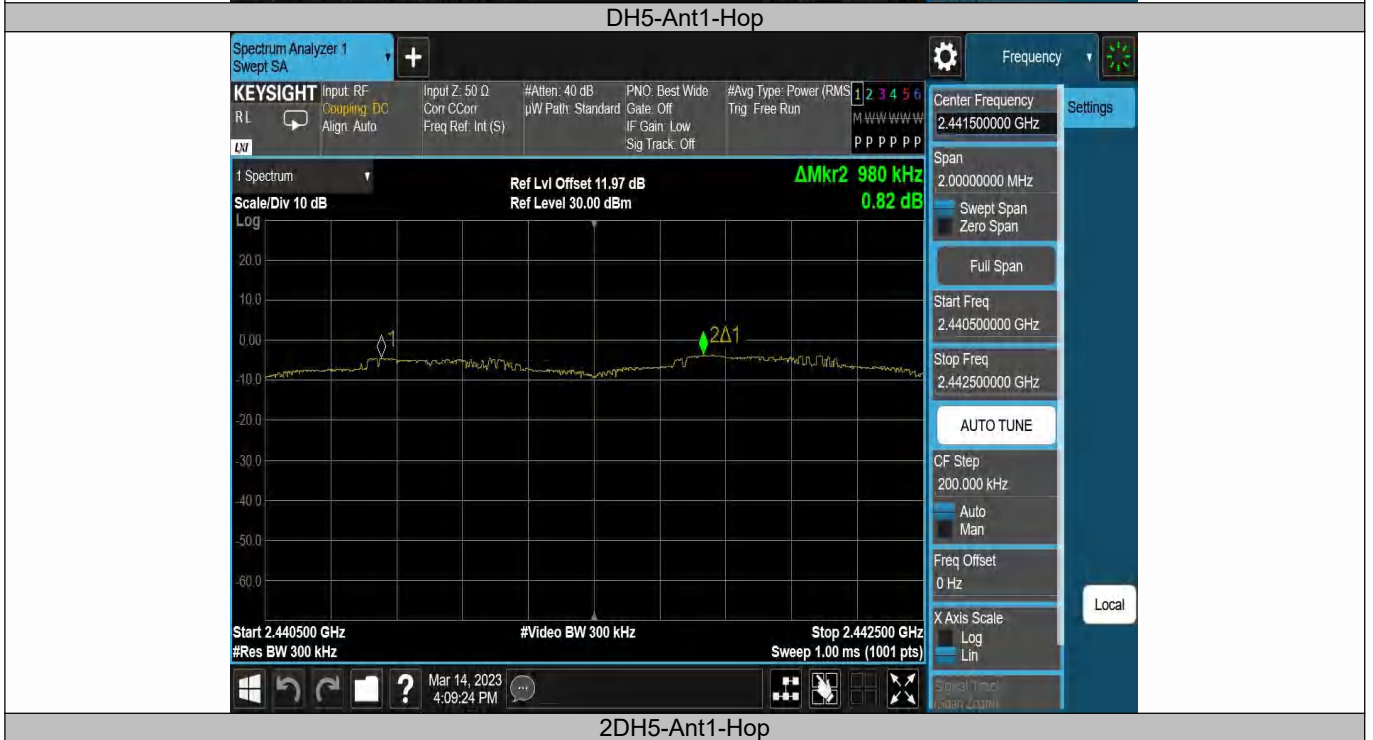 DH5-Ant1-Hop
Spectrum Analyzer 1
Swept SA
+
Frequency
KEYSIGHT
RL
LXI
Input: RF
Coupling: DC
Align: Auto
Input Z: 50 Ω
Corr CCorr
Freq Ref: Int (S)
#Atten: 40 dB
µW Path: Standard
PNO: Best Wide
Gate: Off
IF Gain: Low
Sig Track: Off
#Avg Type: Power (RMS
Trig: Free Run
1 2 3 4 5 6
M W W W W W
P P P P P P
Center Frequency
2.441500000 GHz
Settings
1 Spectrum
Scale/Div 10 dB
Ref Lvl Offset 11.97 dB
Ref Level 30.00 dBm
ΔMkr2 980 kHz
0.82 dB
Log
20.0
10.0
0.00
-10.0
-20.0
-30.0
-40.0
-50.0
-60.0
1
2Δ1
Start 2.440500 GHz
#Res BW 300 kHz
#Video BW 300 kHz
Stop 2.442500 GHz
Sweep 1.00 ms (1001 pts)
Span
2.00000000 MHz
Swept Span
Zero Span
Full Span
Start Freq
2.440500000 GHz
Stop Freq
2.442500000 GHz
AUTO TUNE
CF Step
200.000 kHz
Auto
Man
Freq Offset
0 Hz
X Axis Scale
Log
Lin
Local
Signal Track
(Span Zoom)
?
Mar 14, 2023
4:09:24 PM
2DH5-Ant1-Hop